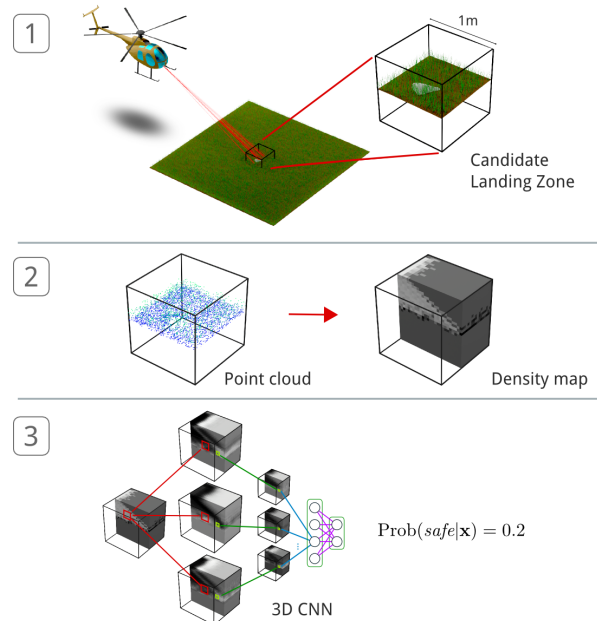 1
1m
Candidate
Landing Zone
2
Point cloud
Density map
3
Prob(safe|x) = 0.2
3D CNN